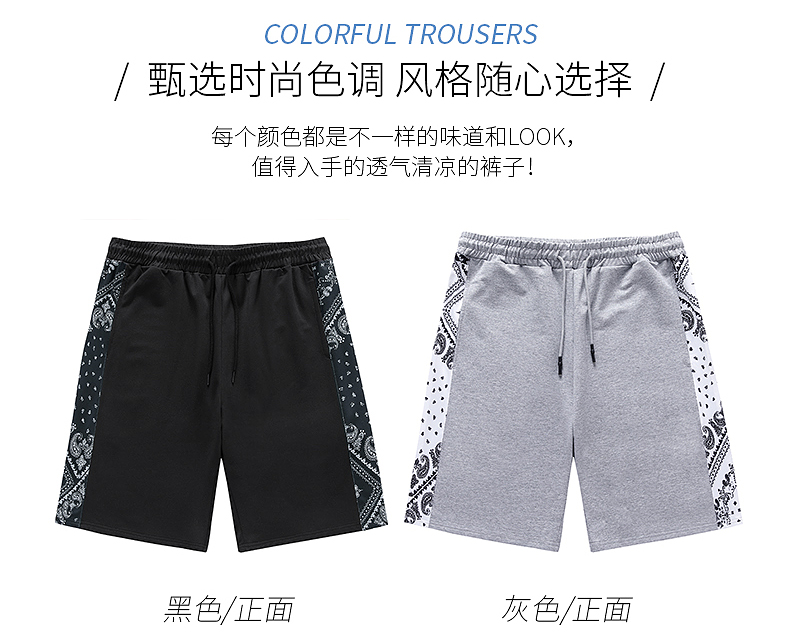 COLORFUL TROUSERS
/ 甄选时尚色调 风格随心选择 /
每个颜色都是不一样的味道和LOOK，
值得入手的透气清凉的裤子！
黑色/正面
灰色/正面